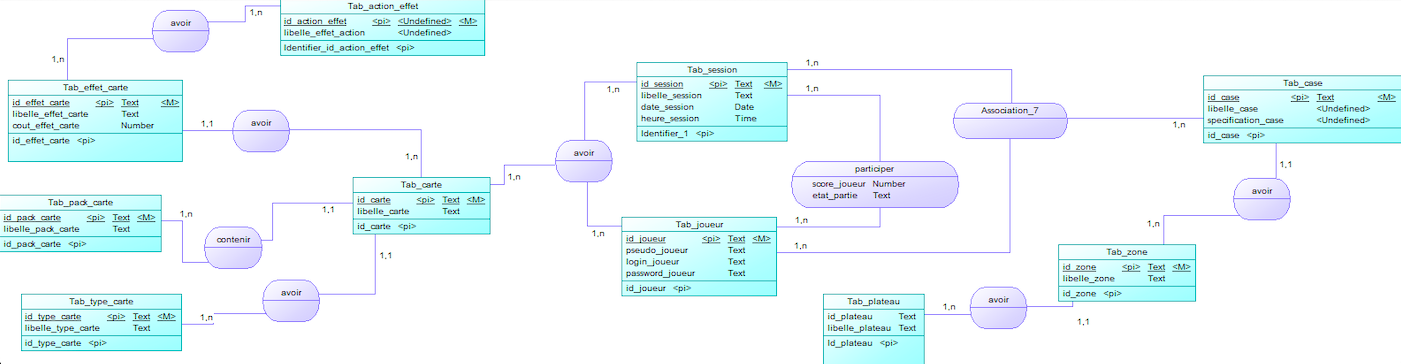 Tab_action_effet
id_action_effet <pi> <Undefined> <M>
libelle_effet_action <Undefined>
Identifier_id_action_effet <pi>
avoir
1,n
1,n
Tab_effet_carte
id_effet_carte <pi> Text <M>
libelle_effet_carte Text
cout_effet_carte Number
id_effet_carte <pi>
1,1
avoir
1,n
Tab_carte
id_carte <pi> Text <M>
libelle_carte Text
id_carte <pi>
Tab_pack_carte
id_pack_carte <pi> Text <M>
libelle_pack_carte Text
id_pack_carte <pi>
1,n
contenir
1,1
1,1
avoir
Tab_type_carte
id_type_carte <pi> Text <M>
libelle_type_carte Text
id_type_carte <pi>
1,n
1,n
avoir
1,n
1,n
Tab_session
id_session <pi> Text <M>
libelle_session Text
date_session Date
heure_session Time
Identifier_1 <pi>
1,n
1,n
participer
score_joueur Number
etat_partie Text
Tab_joueur
id_joueur <pi> Text <M>
pseudo_joueur Text
login_joueur Text
password_joueur Text
id_joueur <pi>
1,n
1,n
Association_7
1,n
Tab_case
id_case <pi> Text <M>
libelle_case <Undefined>
specification_case <Undefined>
id_case <pi>
1,1
avoir
1,n
Tab_zone
id_zone <pi> Text <M>
libelle_zone Text
id_zone <pi>
1,1
avoir
1,n
Tab_plateau
id_plateau Text
libelle_plateau Text
Id_plateau <pi>